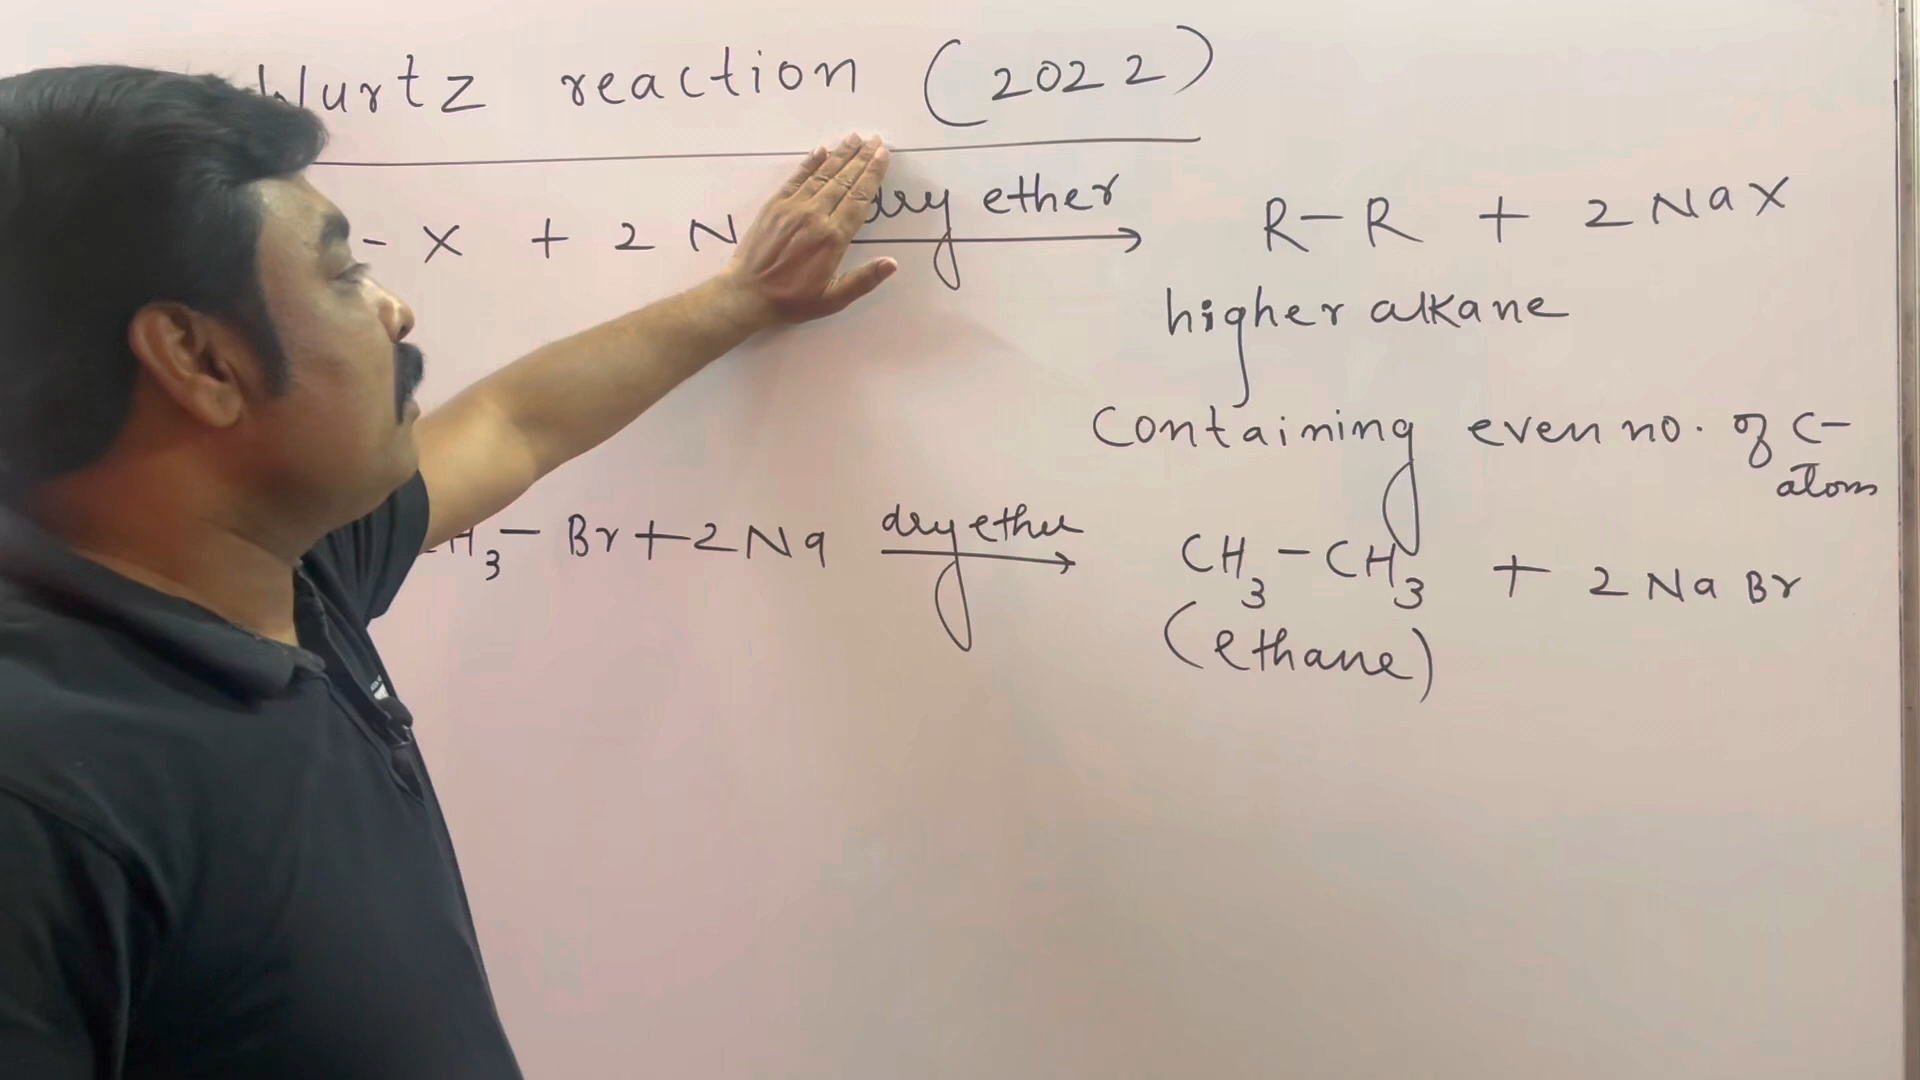 Wurtz reaction (2022)
- X + 2 N dry ether R-R + 2 NaX
higher alkane
Containing even no. of C-
atoms
H3- Br + 2 Na dry ether CH3-CH3 + 2 NaBr
(ethane)